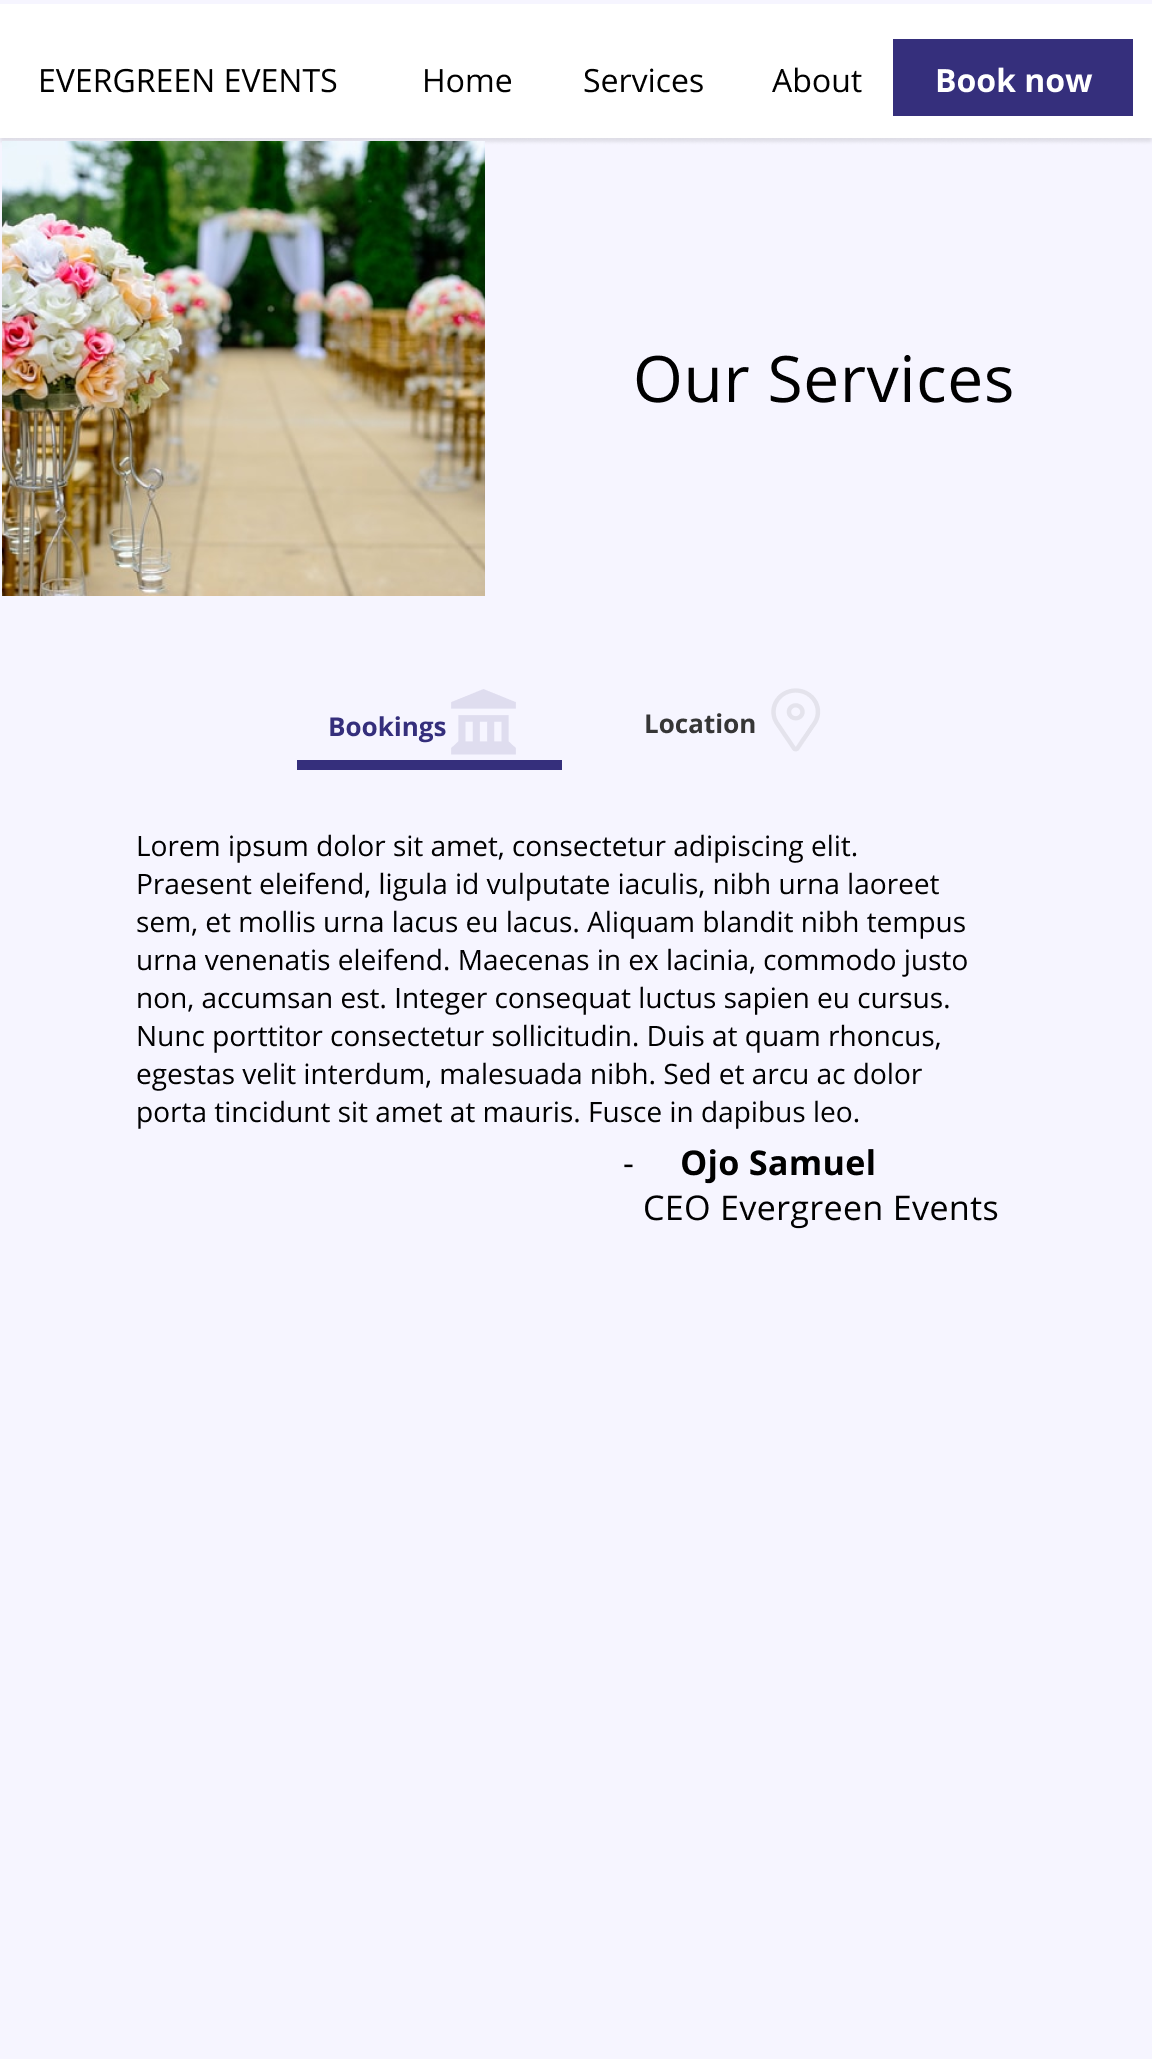 EVERGREEN EVENTS Home Services About Book now
Our Services
Bookings Location
Lorem ipsum dolor sit amet, consectetur adipiscing elit.
Praesent eleifend, ligula id vulputate iaculis, nibh urna laoreet
sem, et mollis urna lacus eu lacus. Aliquam blandit nibh tempus
urna venenatis eleifend. Maecenas in ex lacinia, commodo justo
non, accumsan est. Integer consequat luctus sapien eu cursus.
Nunc porttitor consectetur sollicitudin. Duis at quam rhoncus,
egestas velit interdum, malesuada nibh. Sed et arcu ac dolor
porta tincidunt sit amet at mauris. Fusce in dapibus leo.
- Ojo Samuel
CEO Evergreen Events